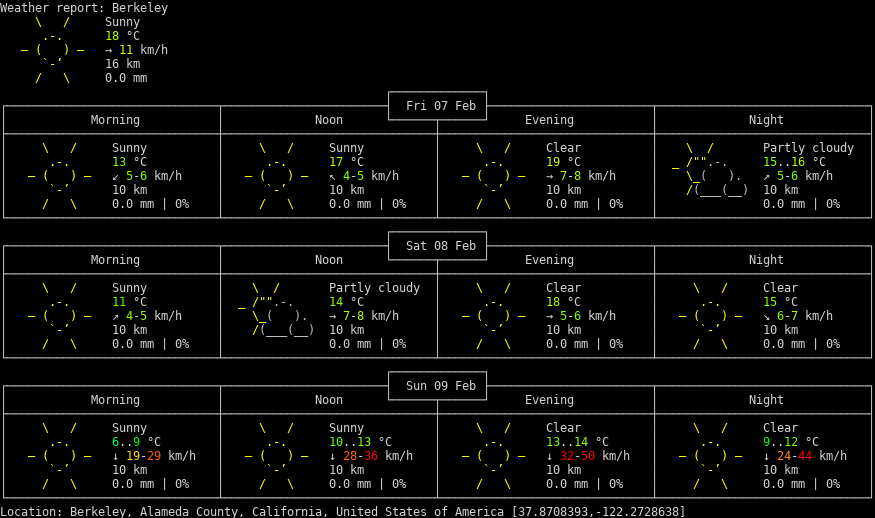 Weather report: Berkeley
Sunny
18 °C
→ 11 km/h
16 km
0.0 mm
Fri 07 Feb
Morning Noon Evening Night
Sunny Sunny Clear Partly cloudy
13 °C 17 °C 19 °C 15..16 °C
↙ 5-6 km/h ↖ 4-5 km/h → 7-8 km/h ↗ 5-6 km/h
10 km 10 km 10 km 10 km
0.0 mm | 0% 0.0 mm | 0% 0.0 mm | 0% 0.0 mm | 0%
Sat 08 Feb
Morning Noon Evening Night
Sunny Partly cloudy Clear Clear
11 °C 14 °C 18 °C 15 °C
↗ 4-5 km/h → 7-8 km/h → 5-6 km/h ↘ 6-7 km/h
10 km 10 km 10 km 10 km
0.0 mm | 0% 0.0 mm | 0% 0.0 mm | 0% 0.0 mm | 0%
Sun 09 Feb
Morning Noon Evening Night
Sunny Sunny Clear Clear
6..9 °C 10..13 °C 13..14 °C 9..12 °C
↓ 19-29 km/h ↓ 28-36 km/h ↓ 32-50 km/h ↓ 24-44 km/h
10 km 10 km 10 km 10 km
0.0 mm | 0% 0.0 mm | 0% 0.0 mm | 0% 0.0 mm | 0%
Location: Berkeley, Alameda County, California, United States of America [37.8708393,-122.2728638]